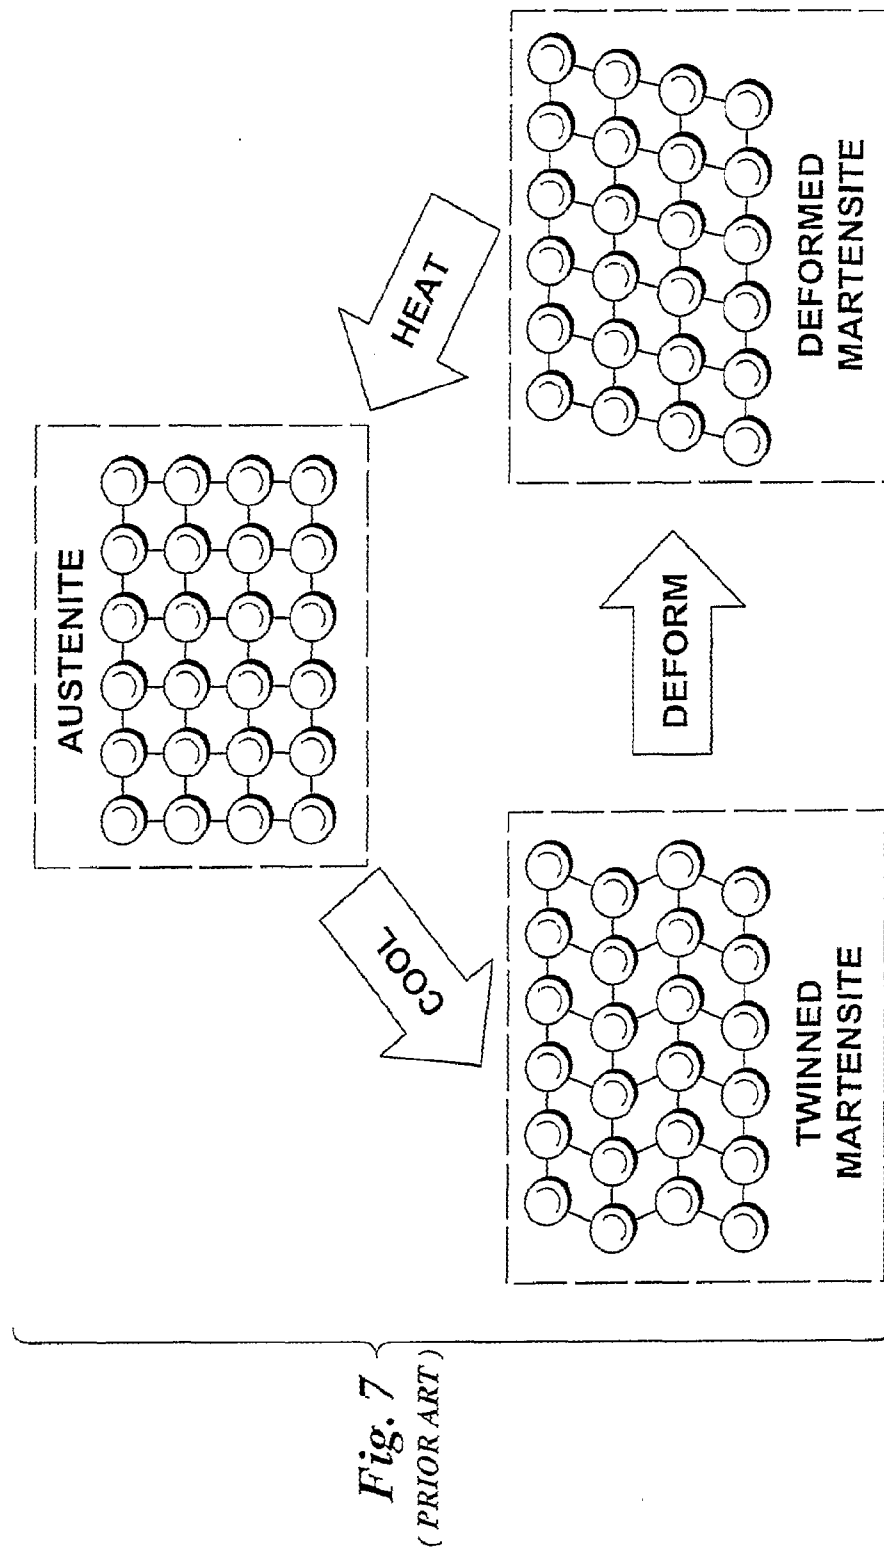 Fig. 7
(PRIOR ART)
AUSTENITE
COOL
HEAT
TWINNED
MARTENSITE
DEFORM
DEFORMED
MARTENSITE